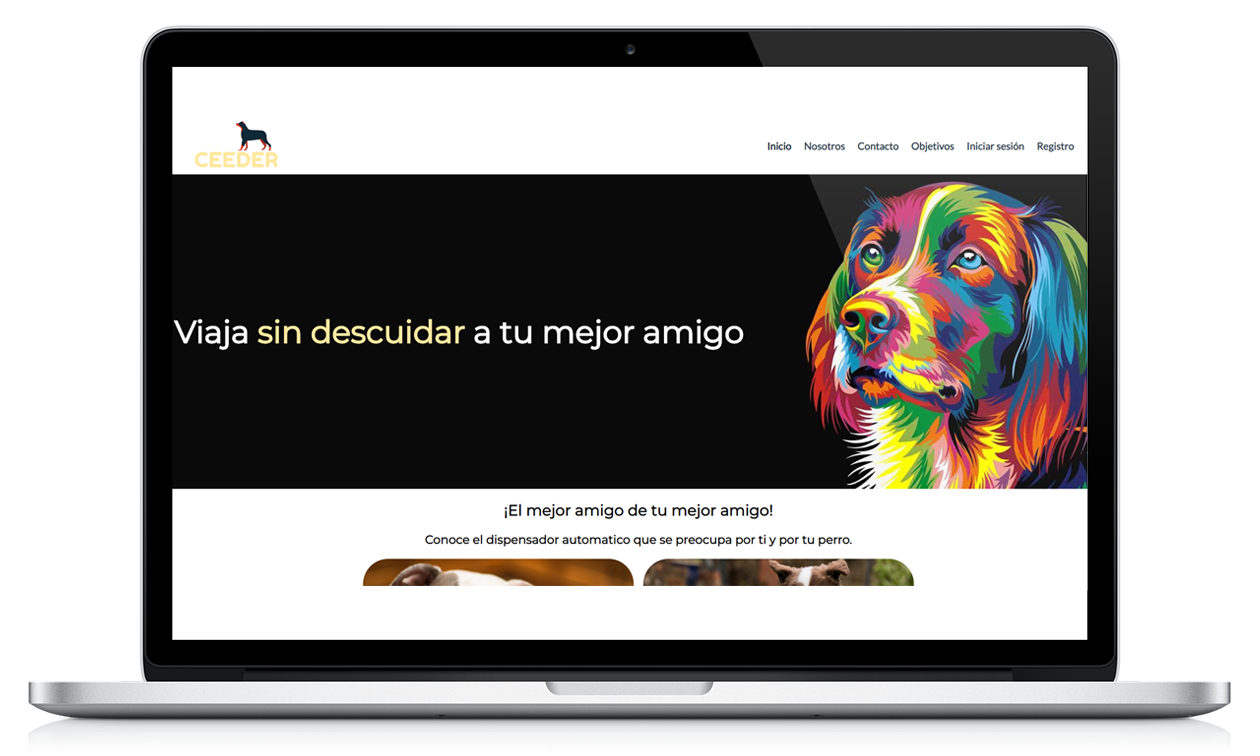 CEEDER
Inicio Nosotros Contacto Objetivos Iniciar sesión Registro
Viaja sin descuidar a tu mejor amigo
¡El mejor amigo de tu mejor amigo!
Conoce el dispensador automatico que se preocupa por ti y por tu perro.